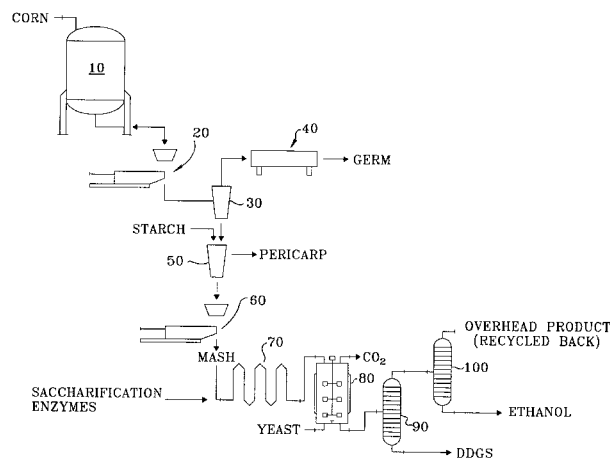 CORN
10
20
40
GERM
30
STARCH
50
PERICARP
60
70
MASH
CO2
80
OVERHEAD PRODUCT
(RECYCLED BACK)
100
SACCHARIFICATION
ENZYMES
YEAST
90
ETHANOL
DDGS